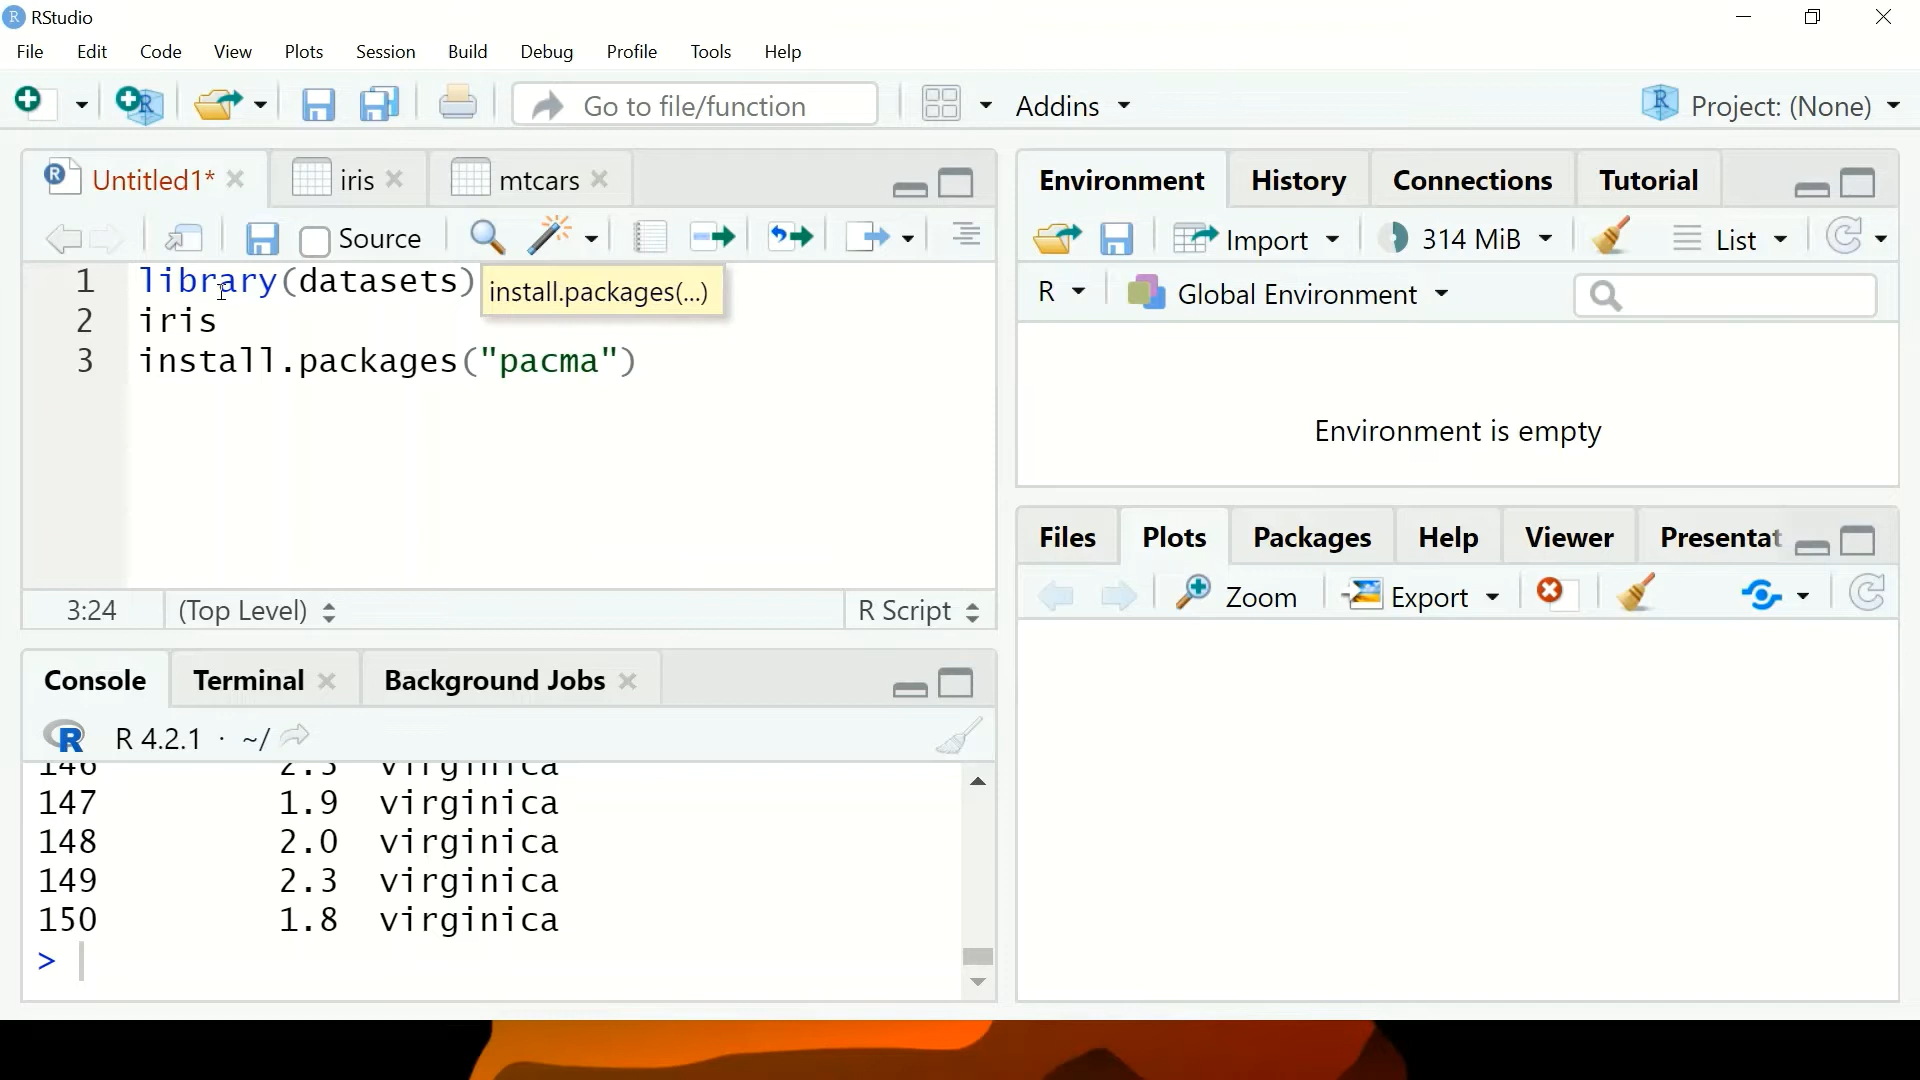 RStudio
File Edit Code View Plots Session Build Debug Profile Tools Help
Go to file/function Addins Project: (None)
Untitled1* iris mtcars
Source
1 library(datasets)
install.packages(...)
2 iris
3 install.packages("pacma")
3:24 (Top Level) R Script
Console Terminal Background Jobs
R 4.2.1 · ~/
146 2.3 virginica
147 1.9 virginica
148 2.0 virginica
149 2.3 virginica
150 1.8 virginica
>
Environment History Connections Tutorial
Import 314 MiB List
R Global Environment
Environment is empty
Files Plots Packages Help Viewer Presentat
Zoom Export